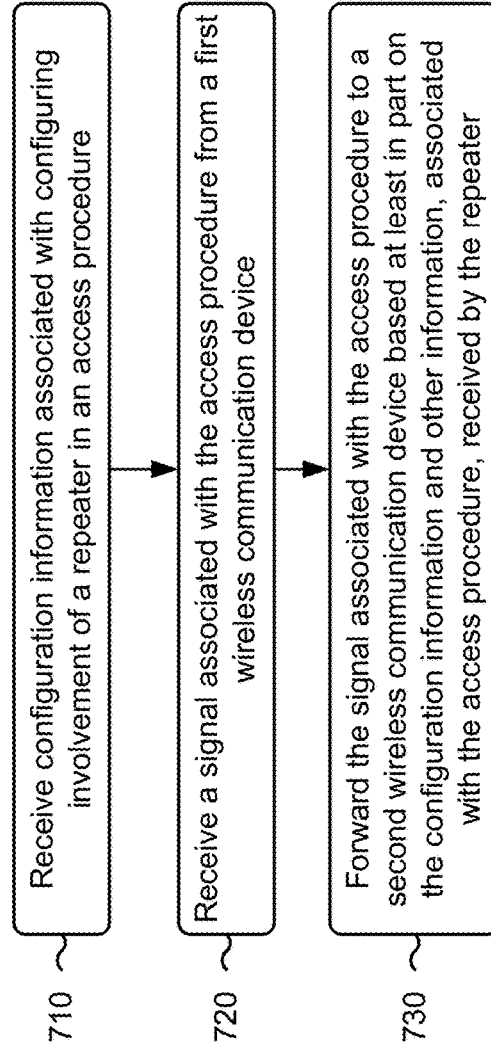 710
Receive configuration information associated with configuring
involvement of a repeater in an access procedure
720
Receive a signal associated with the access procedure from a first
wireless communication device
730
Forward the signal associated with the access procedure to a
second wireless communication device based at least in part on
the configuration information and other information, associated
with the access procedure, received by the repeater